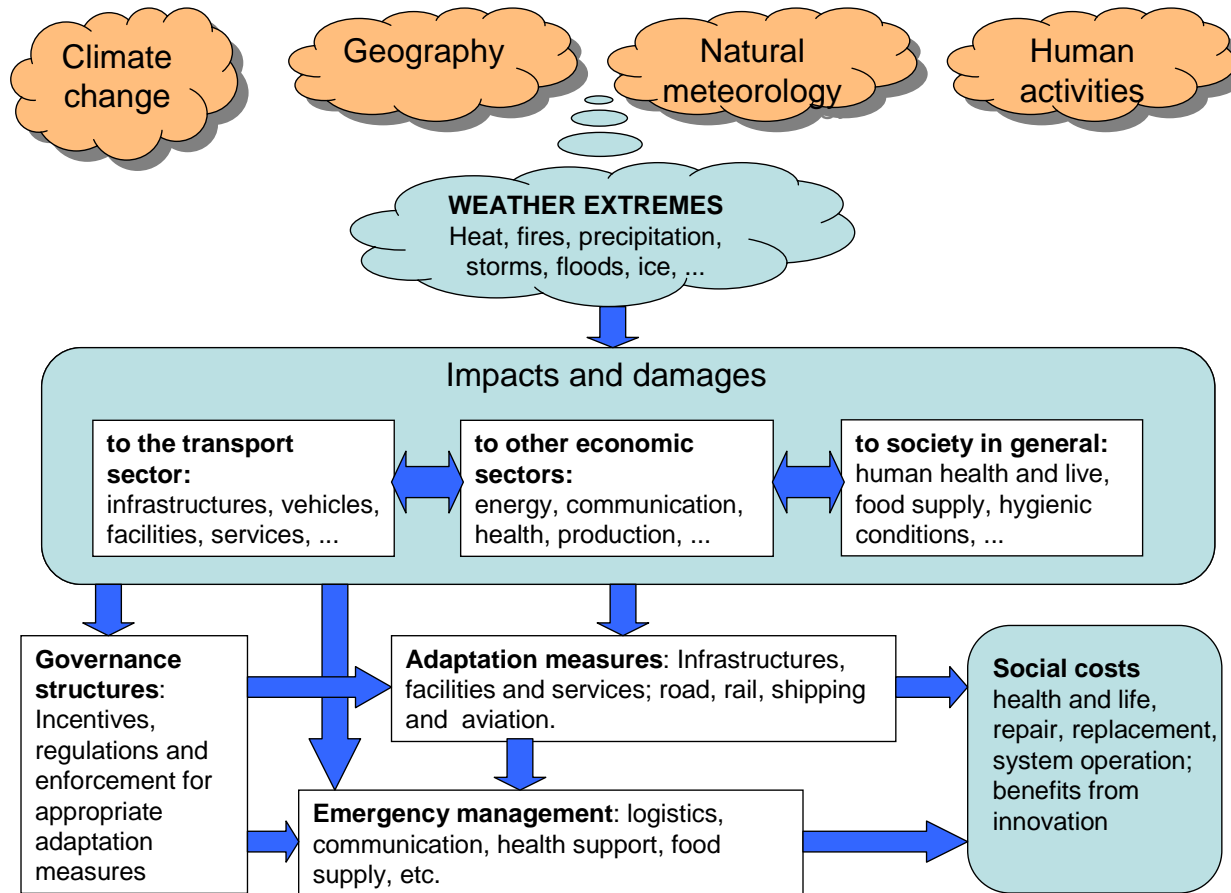 Climate
change
Geography
Natural
meteorology
Human
activities
WEATHER EXTREMES
Heat, fires, precipitation,
storms, floods, ice, ...
Impacts and damages
to the transport
sector:
infrastructures, vehicles,
facilities, services, ...
to other economic
sectors:
energy, communication,
health, production, ...
to society in general:
human health and live,
food supply, hygienic
conditions, ...
Governance
structures:
Incentives,
regulations and
enforcement for
appropriate
adaptation
measures
Adaptation measures: Infrastructures,
facilities and services; road, rail, shipping
and aviation.
Emergency management: logistics,
communication, health support, food
supply, etc.
Social costs
health and life,
repair, replacement,
system operation;
benefits from
innovation